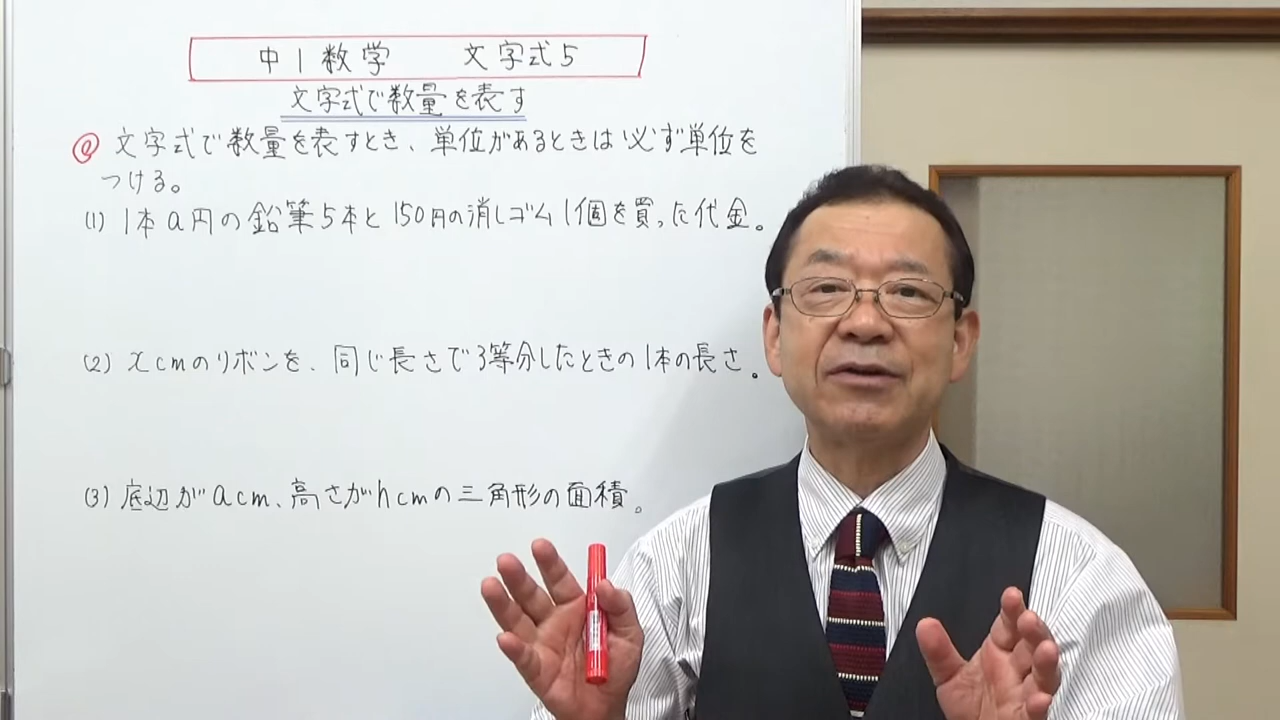 中1数学 文字式5
文字式で数量を表す
@ 文字式で数量を表すとき、単位があるときは必ず単位を
つける。
(1) 1本a円の鉛筆5本と150円の消しゴム1個を買った代金。
(2) xcmのリボンを、同じ長さで3等分したときの1本の長さ。
(3) 底辺がacm、高さがhcmの三角形の面積。